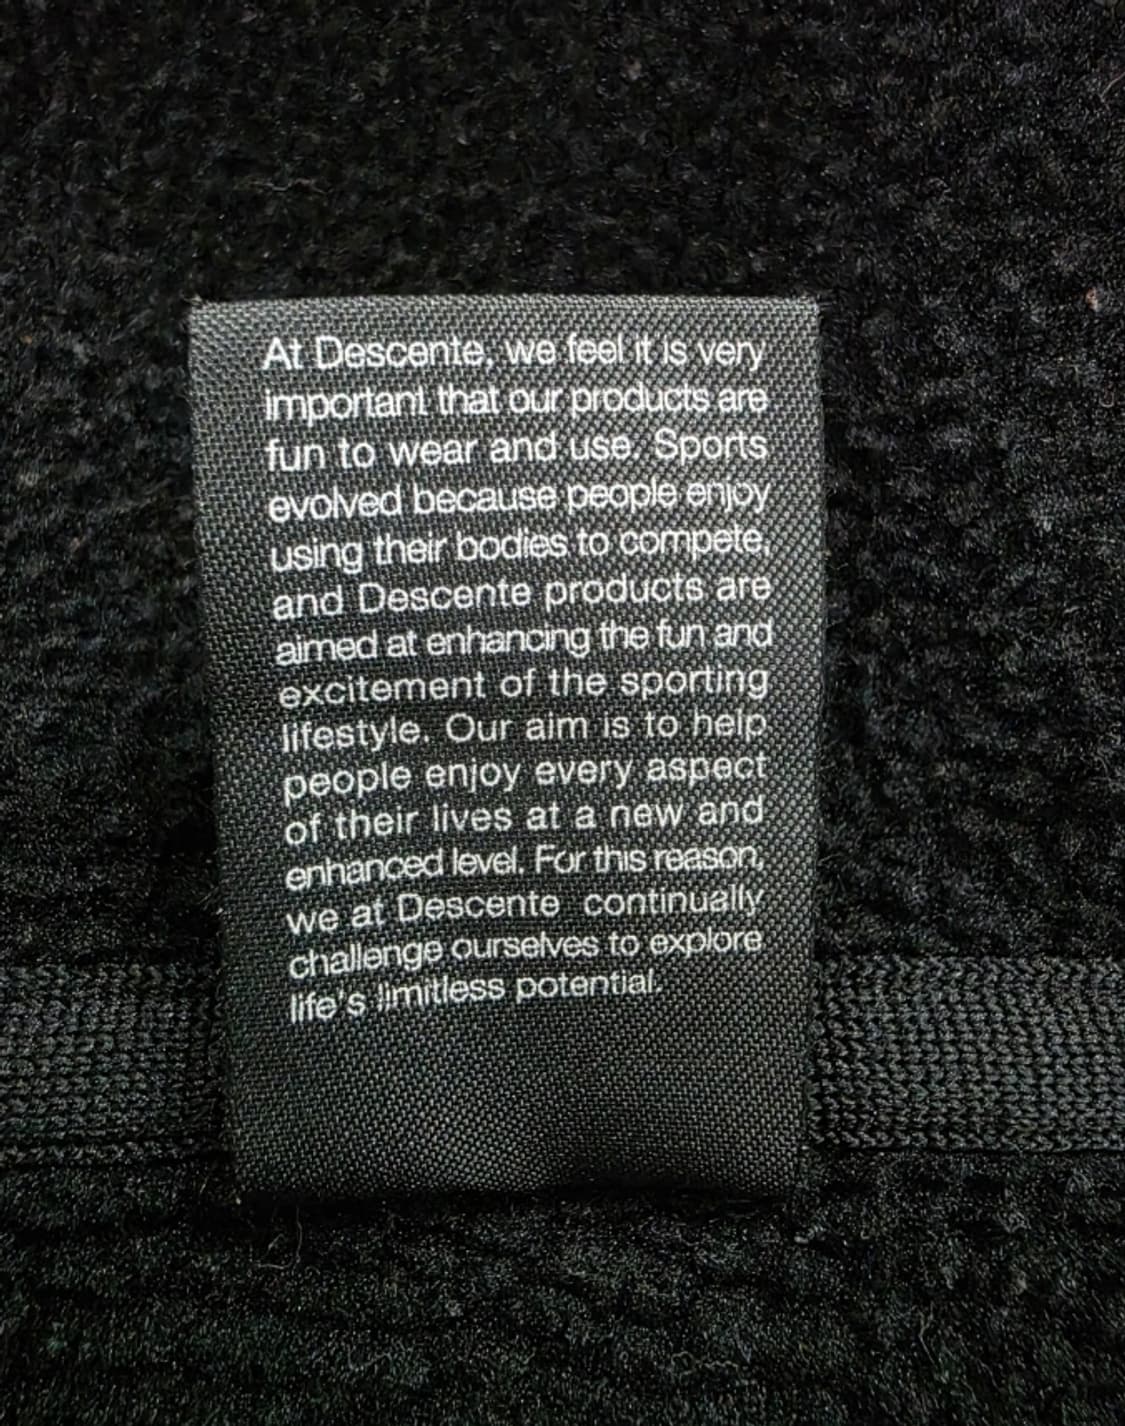 At Descente, we feel it is very
important that our products are
fun to wear and use. Sports
evolved because people enjoy
using their bodies to compete,
and Descente products are
aimed at enhancing the fun and
excitement of the sporting
lifestyle. Our aim is to help
people enjoy every aspect
of their lives at a new and
enhanced level. For this reason,
we at Descente continually
challenge ourselves to explore
life's limitless potential.